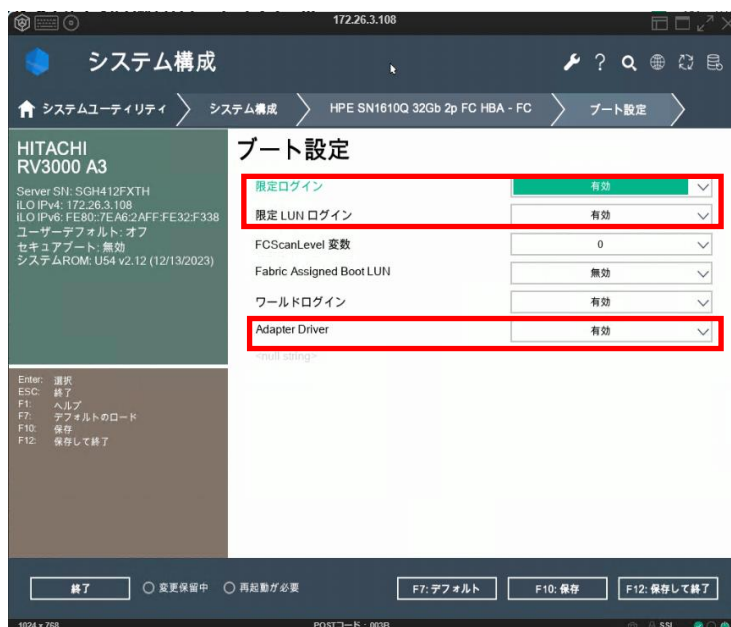 172.26.3.108
システム構成
?
システムユーティリティ
システム構成
HPE SN1610Q 32Gb 2p FC HBA - FC
ブート設定
HITACHI
RV3000 A3
Server SN: SGH412FXTH
iLO IPv4: 172.26.3.108
iLO IPv6: FE80::7EA6:2AFF:FE32:F338
ユーザーデフォルト: オフ
セキュアブート: 無効
システムROM: U54 v2.12 (12/13/2023)
Enter: 選択
ESC: 終了
F1: ヘルプ
F7: デフォルトのロード
F10: 保存
F12: 保存して終了
ブート設定
限定ログイン 有効
限定 LUN ログイン 有効
FCScanLevel 変数 0
Fabric Assigned Boot LUN 無効
ワールドログイン 有効
Adapter Driver 有効
<null string>
終了
変更保留中
再起動が必要
F7: デフォルト
F10: 保存
F12: 保存して終了
1024 x 768
POSTコード: 003B
SSL